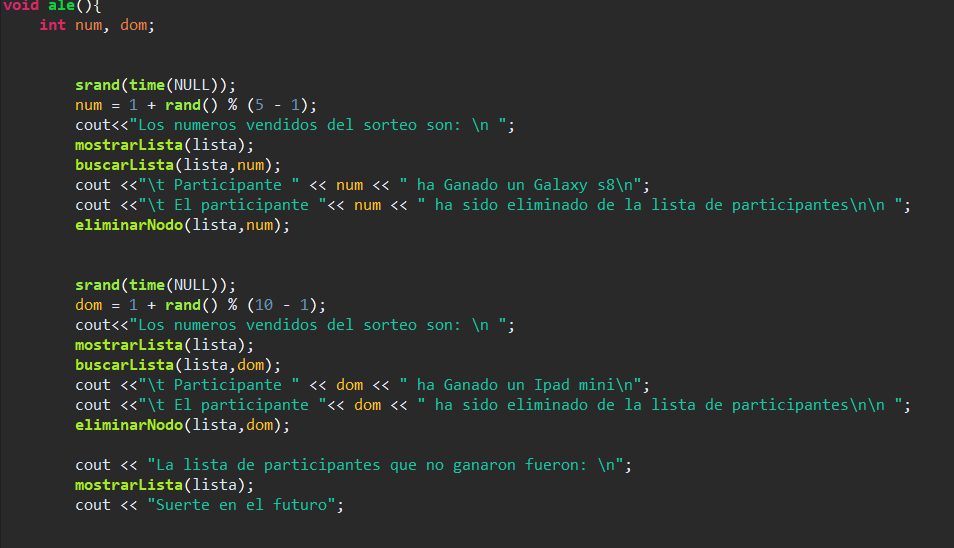 void ale(){
int num, dom;
srand(time(NULL));
num = 1 + rand() % (5 - 1);
cout<<"Los numeros vendidos del sorteo son: \n ";
mostrarLista(lista);
buscarLista(lista,num);
cout <<"\t Participante " << num << " ha Ganado un Galaxy s8\n";
cout <<"\t El participante "<< num << " ha sido eliminado de la lista de participantes\n\n ";
eliminarNodo(lista,num);
srand(time(NULL));
dom = 1 + rand() % (10 - 1);
cout<<"Los numeros vendidos del sorteo son: \n ";
mostrarLista(lista);
buscarLista(lista,dom);
cout <<"\t Participante " << dom << " ha Ganado un Ipad mini\n";
cout <<"\t El participante "<< dom << " ha sido eliminado de la lista de participantes\n\n ";
eliminarNodo(lista,dom);
cout << "La lista de participantes que no ganaron fueron: \n";
mostrarLista(lista);
cout << "Suerte en el futuro";